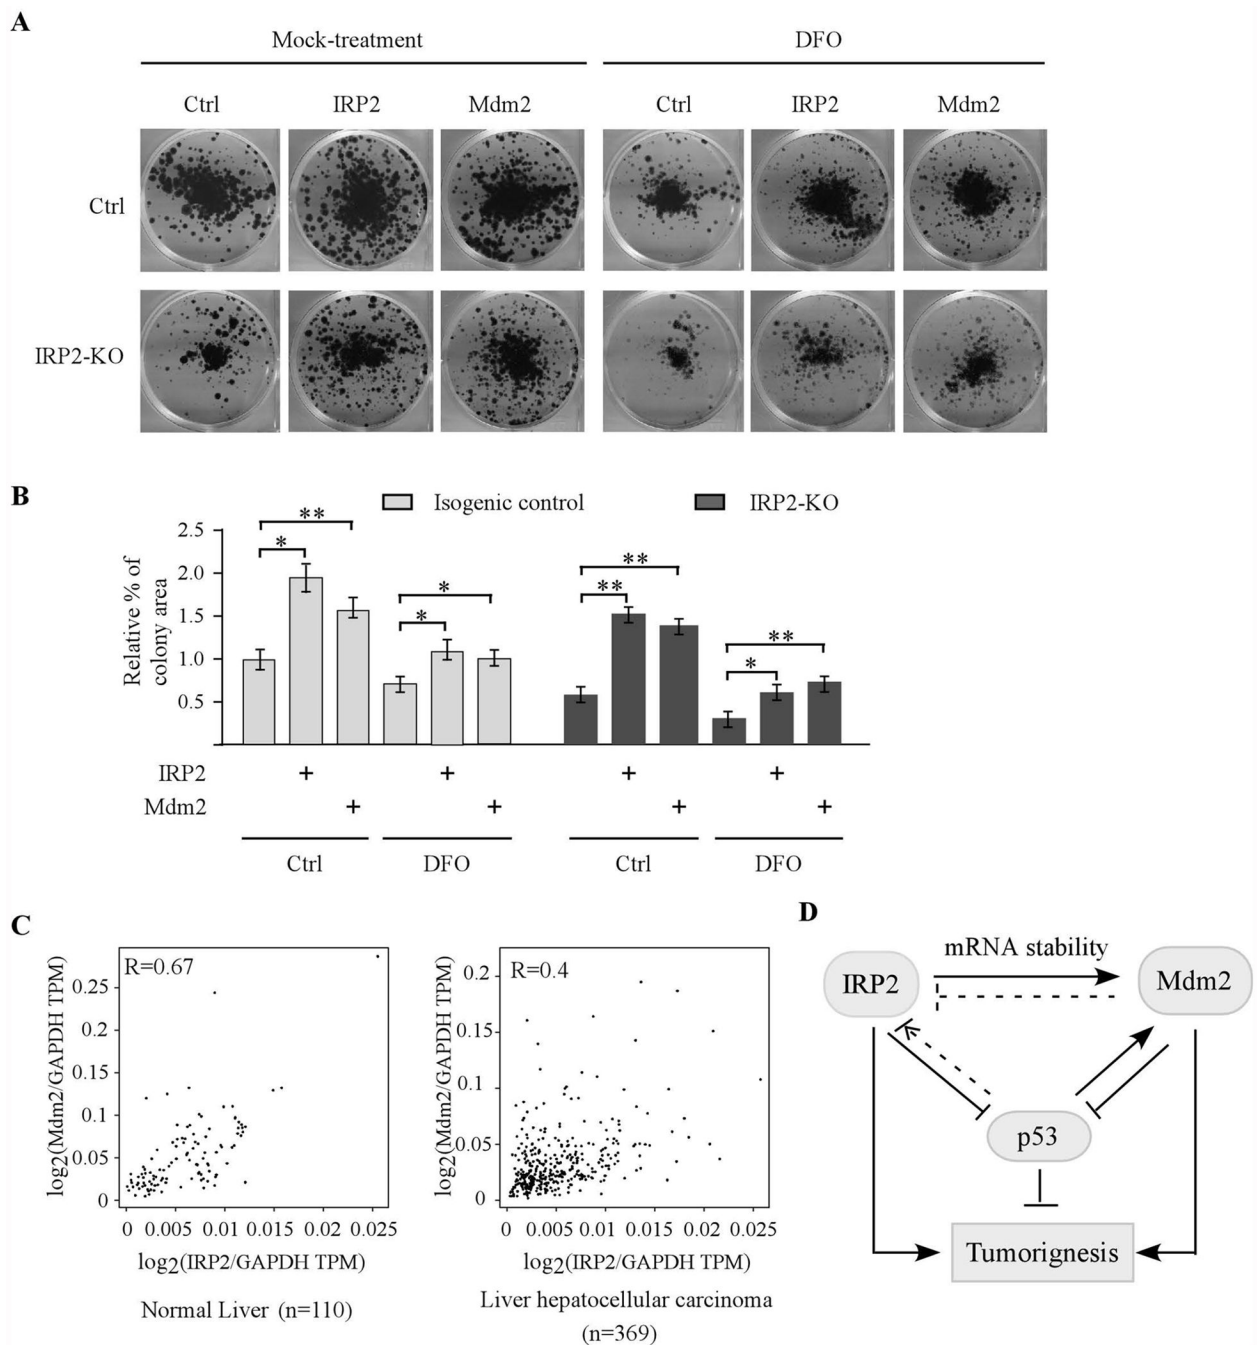 A
Mock-treatment DFO
Ctrl IRP2 Mdm2 Ctrl IRP2 Mdm2
Ctrl
IRP2-KO
B
Isogenic control IRP2-KO
Relative % of
colony area
2.5
2.0
1.5
1.0
0.5
* ** * * ** ** * **
IRP2 + + + +
Mdm2 + + + +
Ctrl DFO Ctrl DFO
C
R=0.67
log2(Mdm2/GAPDH TPM)
0.25
0.2
0.15
0.1
0.05
0
0 0.005 0.01 0.015 0.02 0.025
log2(IRP2/GAPDH TPM)
Normal Liver (n=110)
R=0.4
log2(Mdm2/GAPDH TPM)
0.2
0.15
0.1
0.05
0
0 0.005 0.01 0.015 0.02 0.025
log2(IRP2/GAPDH TPM)
Liver hepatocellular carcinoma
(n=369)
D
mRNA stability
IRP2 Mdm2
p53
Tumorignesis